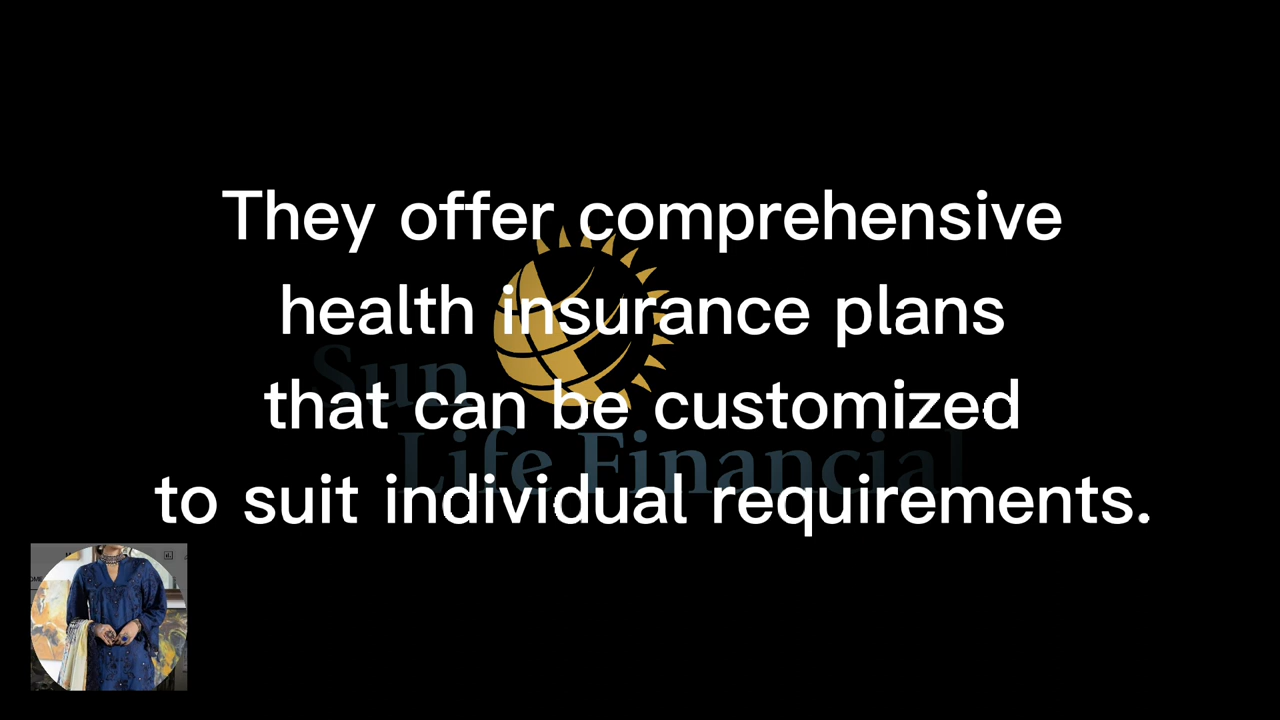 They offer comprehensive
health insurance plans
that can be customized
to suit individual requirements.
Sun
Life Financial